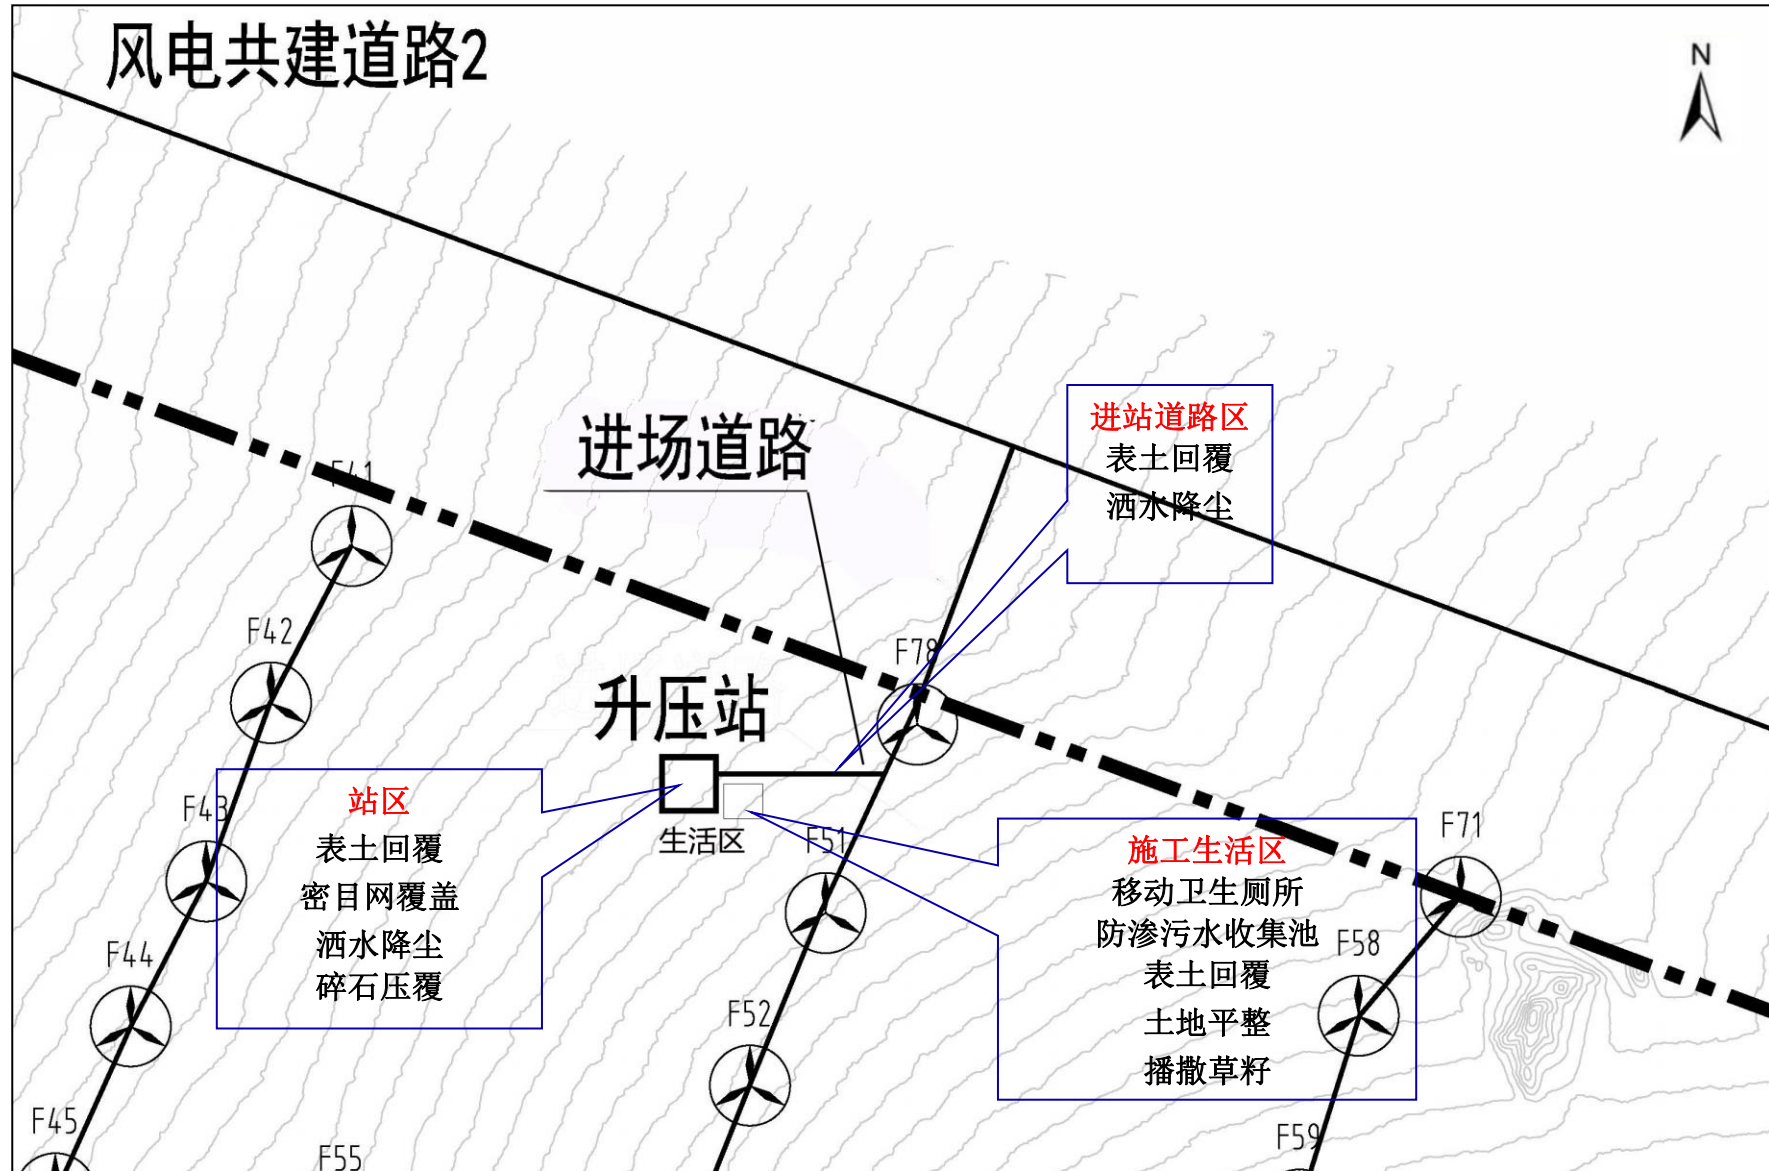 风电共建道路2
N
进站道路区
表土回覆
洒水降尘
进场道路
F41
F42
F78
升压站
站区
表土回覆
密目网覆盖
洒水降尘
碎石压覆
F43
生活区
F51
施工生活区
移动卫生厕所
防渗污水收集池
表土回覆
土地平整
播撒草籽
F71
F58
F44
F52
F45
F55
F59